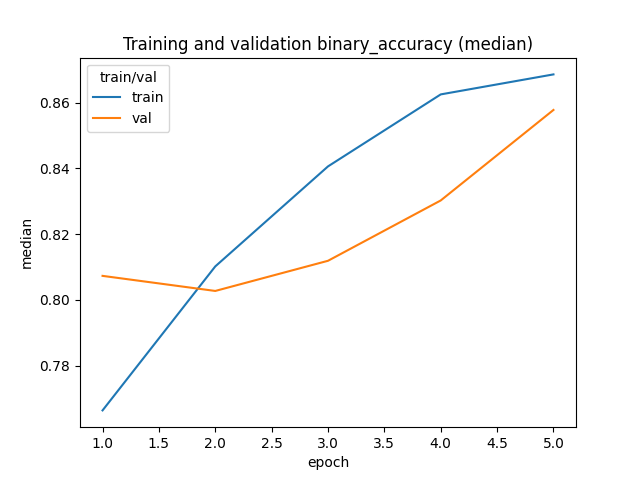 Training and validation binary_accuracy (median)
train/val
train
val
median
0.86
0.84
0.82
0.80
0.78
1.0 1.5 2.0 2.5 3.0 3.5 4.0 4.5 5.0
epoch